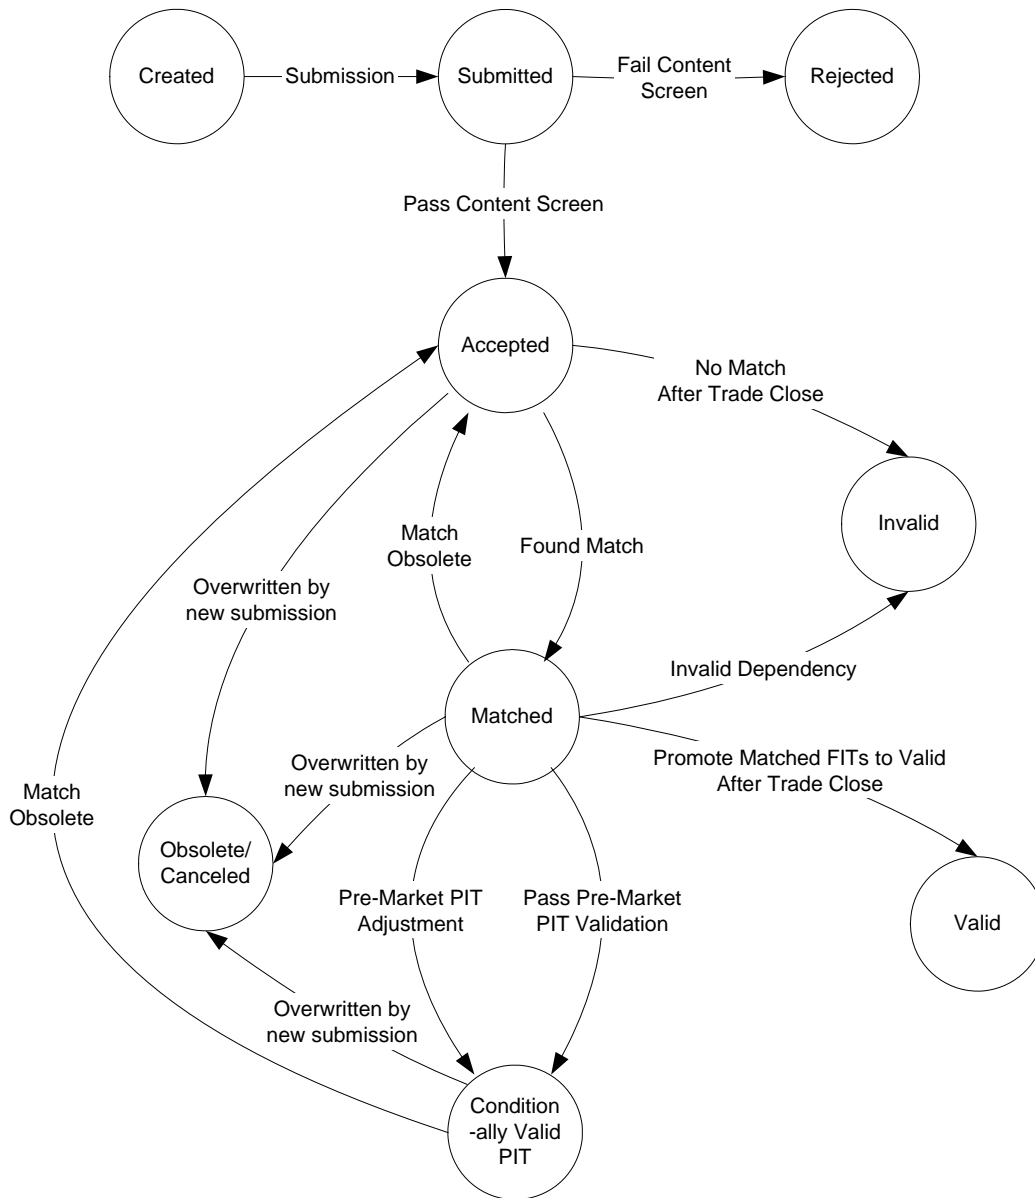 Created
Submission
Submitted
Fail Content
Screen
Rejected
Pass Content Screen
Accepted
No Match
After Trade Close
Invalid
Match
Obsolete
Found Match
Overwritten by
new submission
Invalid Dependency
Matched
Promote Matched FITs to Valid
After Trade Close
Overwritten by
new submission
Match
Obsolete
Obsolete/
Canceled
Pre-Market PIT
Adjustment
Pass Pre-Market
PIT Validation
Valid
Overwritten by
new submission
Condition
-ally Valid
PIT